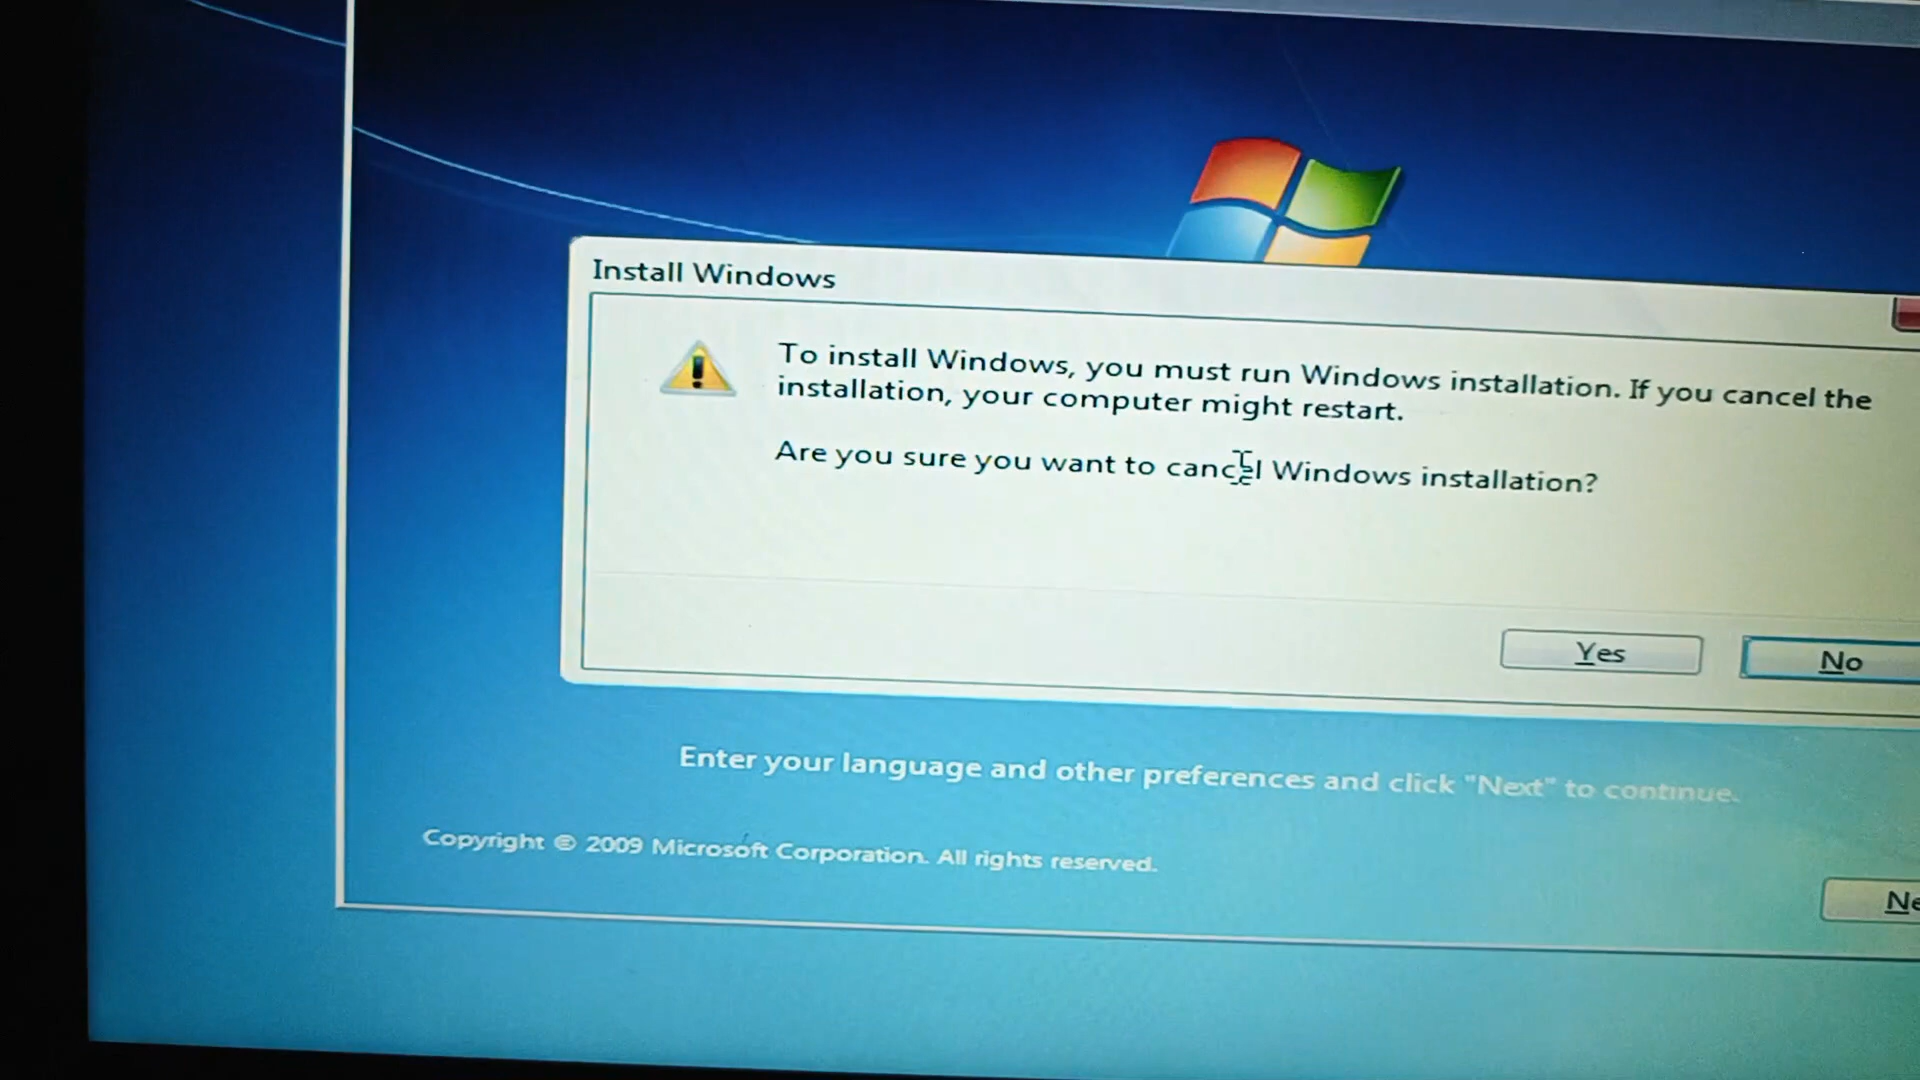 Install Windows
To install Windows, you must run Windows installation. If you cancel the
installation, your computer might restart.
Are you sure you want to cancel Windows installation?
Yes
No
Enter your language and other preferences and click "Next" to continue.
Copyright © 2009 Microsoft Corporation. All rights reserved.